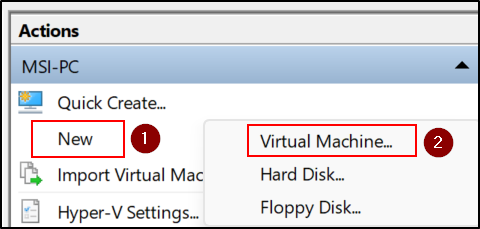 Actions
MSI-PC
Quick Create...
New 1
Virtual Machine... 2
Import Virtual Mac
Hard Disk...
Hyper-V Settings...
Floppy Disk...